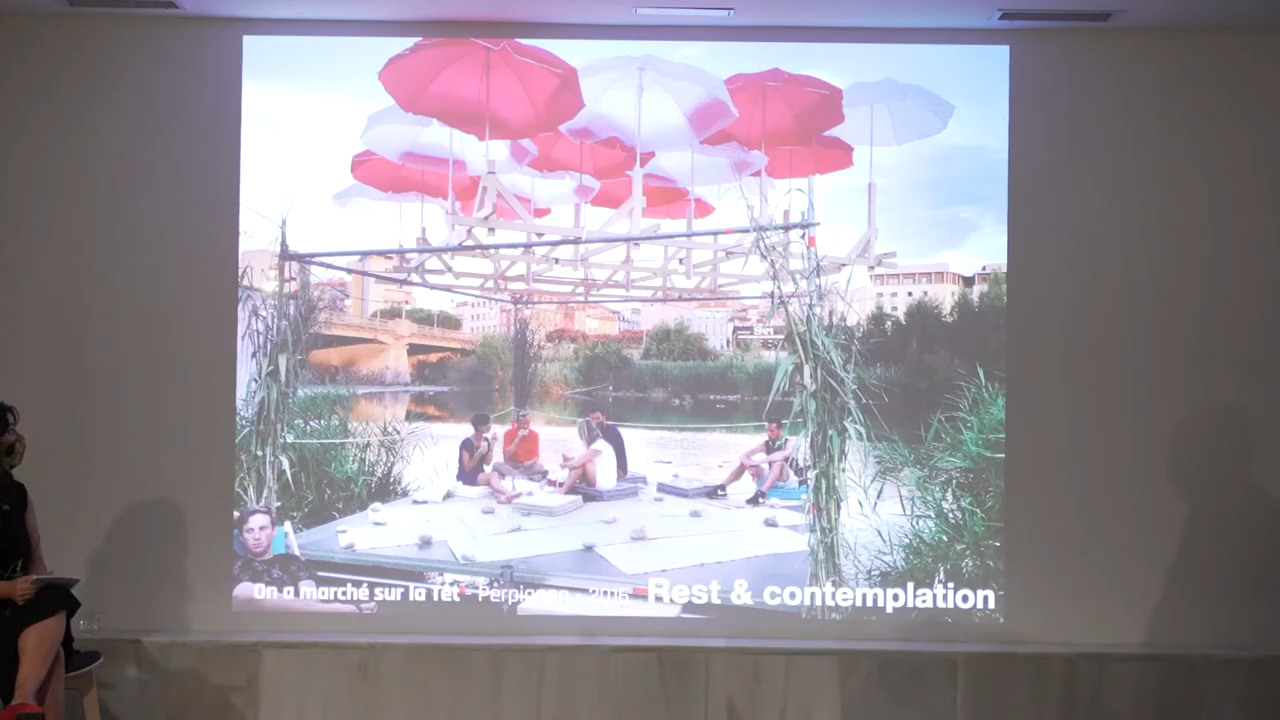 On a marché sur la Têt - Perpignan - 2016 Rest & contemplation